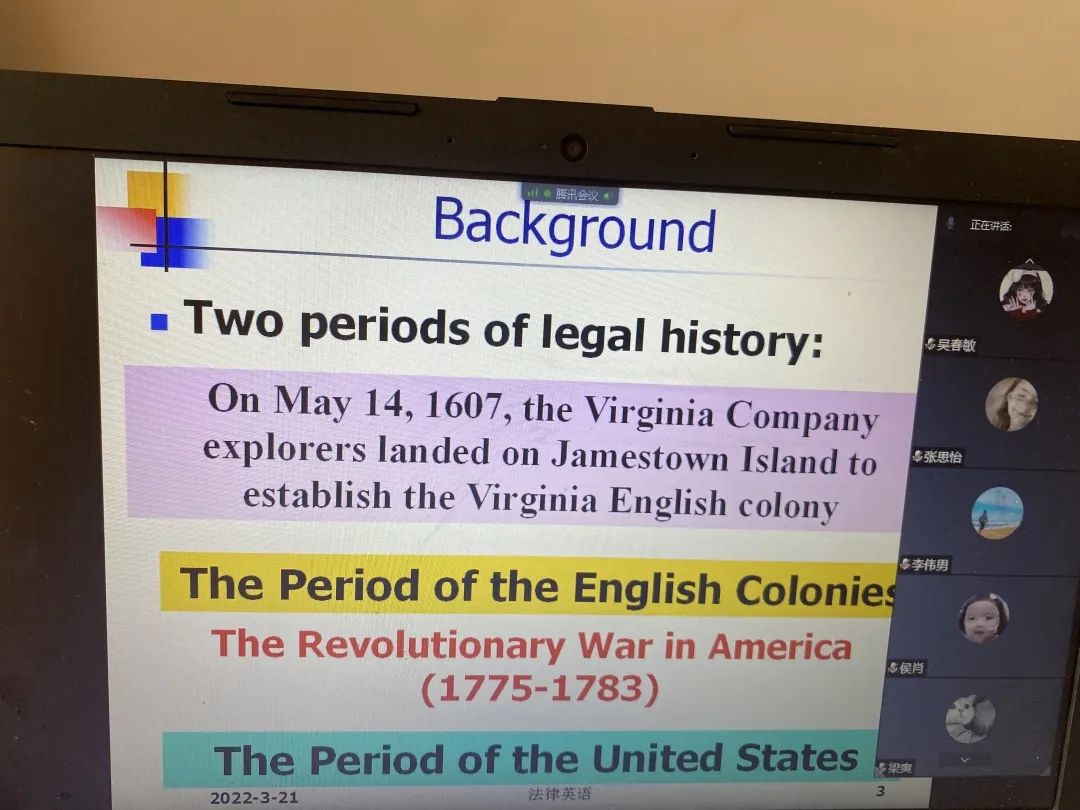 腾讯会议
Background
Two periods of legal history:
On May 14, 1607, the Virginia Company
explorers landed on Jamestown Island to
establish the Virginia English colony
The Period of the English Colonies
The Revolutionary War in America
(1775-1783)
The Period of the United States
2022-3-21
法律英语
3
正在讲话:
吴春敏
张思怡
李伟男
侯肖
梁爽